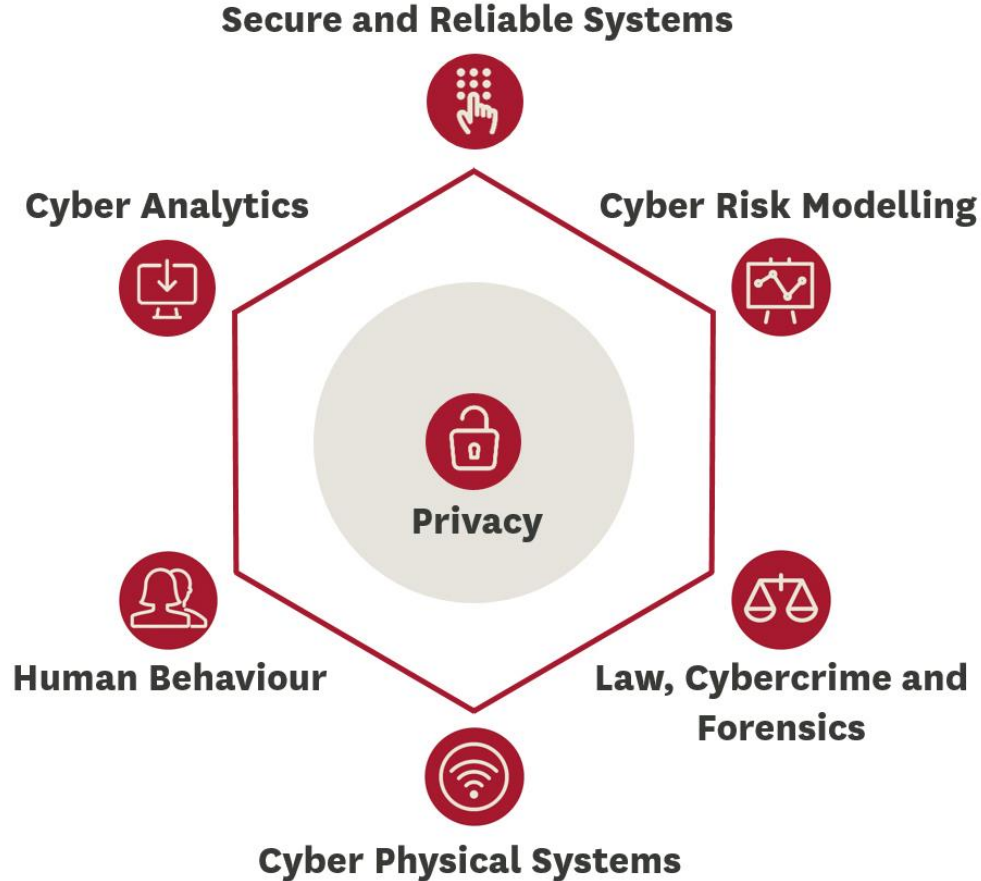 Secure and Reliable Systems
Cyber Analytics
Cyber Risk Modelling
Privacy
Human Behaviour
Law, Cybercrime and
Forensics
Cyber Physical Systems